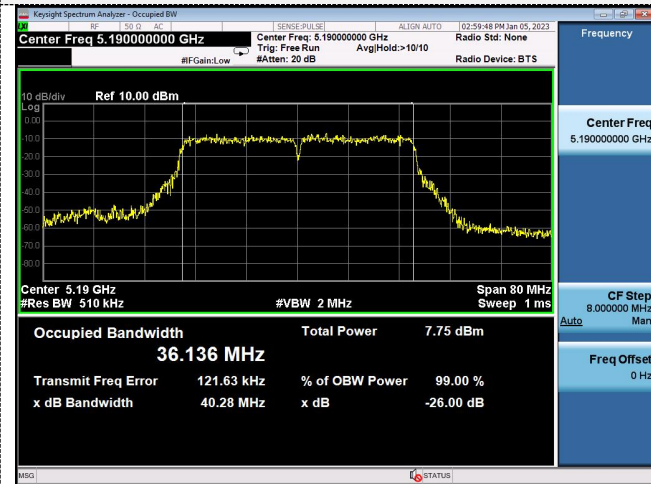 Keysight Spectrum Analyzer - Occupied BW
LXI RF 50 Ω AC SENSE:PULSE ALIGN AUTO 02:59:48 PM Jan 05, 2023
Center Freq 5.190000000 GHz
Center Freq: 5.190000000 GHz
Radio Std: None
Trig: Free Run Avg|Hold:>10/10
#IFGain:Low #Atten: 20 dB Radio Device: BTS
10 dB/div Ref 10.00 dBm
Log
0.00
-10.0
-20.0
-30.0
-40.0
-50.0
-60.0
-70.0
-80.0
Center 5.19 GHz Span 80 MHz
#Res BW 510 kHz #VBW 2 MHz Sweep 1 ms
Occupied Bandwidth Total Power 7.75 dBm
36.136 MHz
Transmit Freq Error 121.63 kHz % of OBW Power 99.00 %
x dB Bandwidth 40.28 MHz x dB -26.00 dB
MSG STATUS
Frequency
Center Freq
5.190000000 GHz
CF Step
8.000000 MHz
Auto Man
Freq Offset
0 Hz